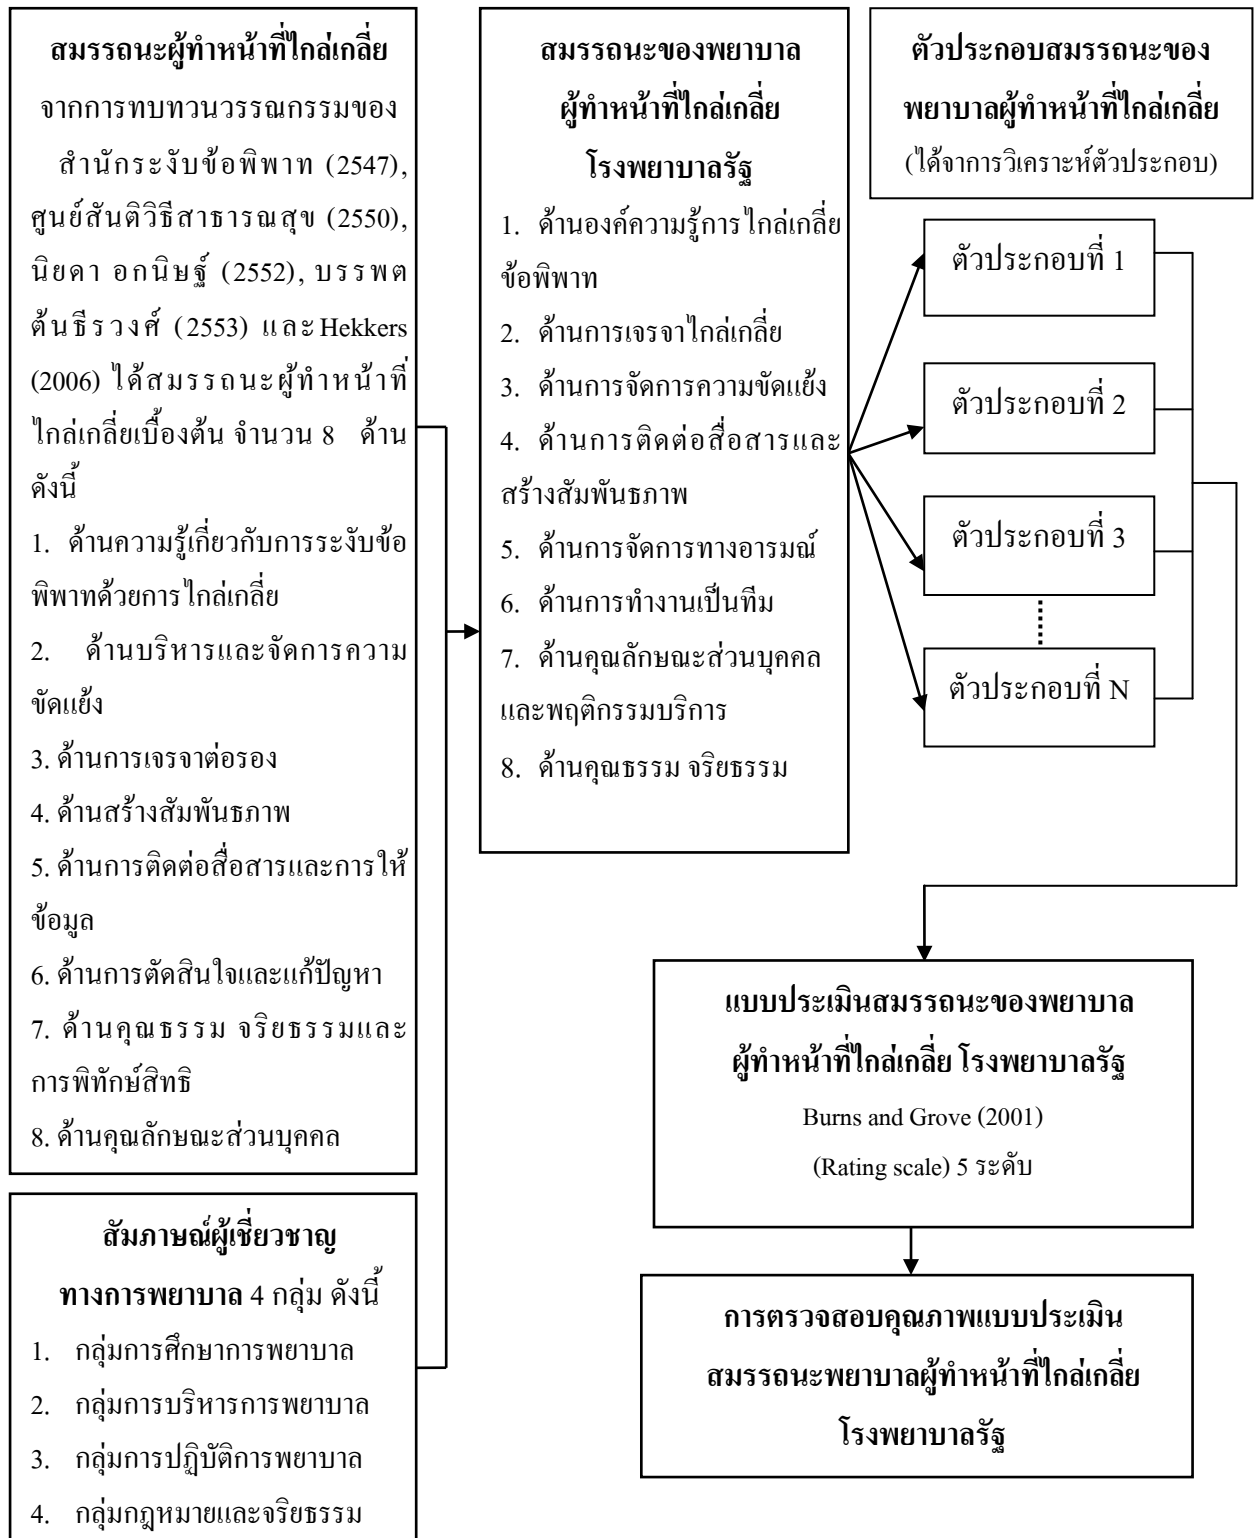 สมรรถนะผู้ทำหน้าที่ไกล่เกลี่ย
จากการทบทวนวรรณกรรมของ
สำนักระงับข้อพิพาท (2547),
ศูนย์สันติวิธีสาธารณสุข (2550),
นิยดา อกนิษฐ์ (2552), บรรพต
ต้นธีรวงศ์ (2553) และ Hekkers
(2006) ได้สมรรถนะผู้ทำหน้าที่
ไกล่เกลี่ยเบื้องต้น จำนวน 8 ด้าน
ดังนี้
1. ด้านความรู้เกี่ยวกับการระงับข้อ
พิพาทด้วยการไกล่เกลี่ย
2. ด้านบริหารและจัดการความ
ขัดแย้ง
3. ด้านการเจรจาต่อรอง
4. ด้านสร้างสัมพันธภาพ
5. ด้านการติดต่อสื่อสารและการให้
ข้อมูล
6. ด้านการตัดสินใจและแก้ปัญหา
7. ด้านคุณธรรม จริยธรรมและ
การพิทักษ์สิทธิ
8. ด้านคุณลักษณะส่วนบุคคล
สัมภาษณ์ผู้เชี่ยวชาญ
ทางการพยาบาล 4 กลุ่ม ดังนี้
1. กลุ่มการศึกษาการพยาบาล
2. กลุ่มการบริหารการพยาบาล
3. กลุ่มการปฏิบัติการพยาบาล
4. กลุ่มกฎหมายและจริยธรรม
สมรรถนะของพยาบาล
ผู้ทำหน้าที่ไกล่เกลี่ย
โรงพยาบาลรัฐ
1. ด้านองค์ความรู้การไกล่เกลี่ย
ข้อพิพาท
2. ด้านการเจรจาไกล่เกลี่ย
3. ด้านการจัดการความขัดแย้ง
4. ด้านการติดต่อสื่อสารและ
สร้างสัมพันธภาพ
5. ด้านการจัดการทางอารมณ์
6. ด้านการทำงานเป็นทีม
7. ด้านคุณลักษณะส่วนบุคคล
และพฤติกรรมบริการ
8. ด้านคุณธรรม จริยธรรม
ตัวประกอบสมรรถนะของ
พยาบาลผู้ทำหน้าที่ไกล่เกลี่ย
(ได้จาการวิเคราะห์ตัวประกอบ)
ตัวประกอบที่ 1
ตัวประกอบที่ 2
ตัวประกอบที่ 3
ตัวประกอบที่ N
แบบประเมินสมรรถนะของพยาบาล
ผู้ทำหน้าที่ไกล่เกลี่ย โรงพยาบาลรัฐ
Burns and Grove (2001)
(Rating scale) 5 ระดับ
การตรวจสอบคุณภาพแบบประเมิน
สมรรถนะพยาบาลผู้ทำหน้าที่ไกล่เกลี่ย
โรงพยาบาลรัฐ